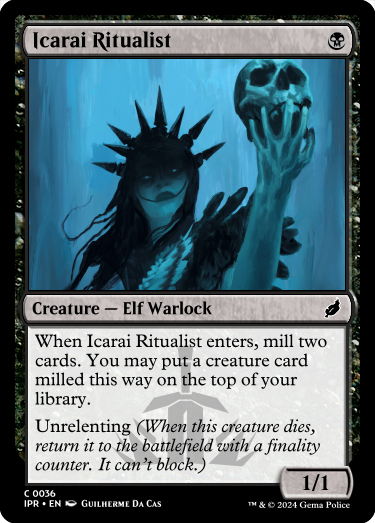 Icarai Ritualist
Creature — Elf Warlock
When Icarai Ritualist enters, mill two
cards. You may put a creature card
milled this way on the top of your
library.
Unrelenting (When this creature dies,
return it to the battlefield with a finality
counter. It can't block.)
1/1
C 0036
IPR • EN Guilherme Da Cas
™ & © 2024 Gema Police